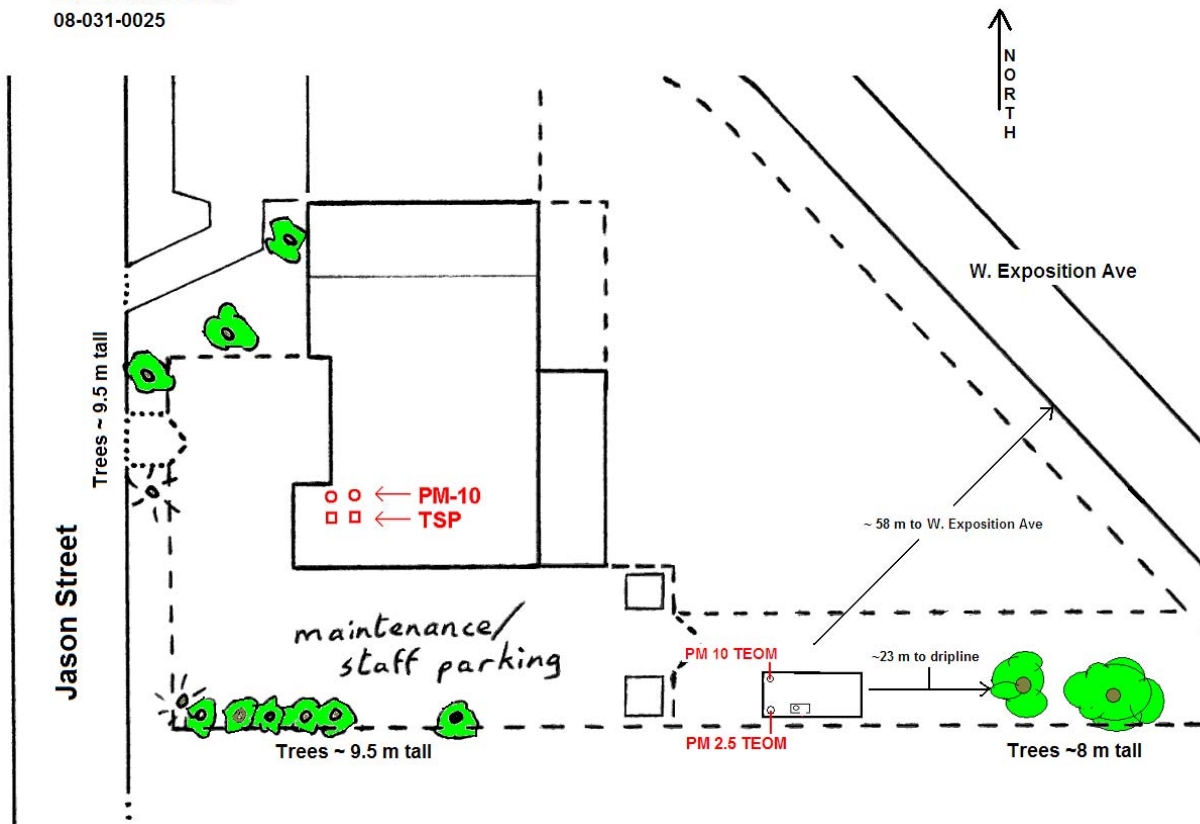 08-031-0025
NORTH
W. Exposition Ave
Trees ~ 9.5 m tall
PM-10
TSP
~ 58 m to W. Exposition Ave
Jason Street
maintenance/
staff parking
PM 10 TEOM
~23 m to dripline
PM 2.5 TEOM
Trees ~ 9.5 m tall
Trees ~8 m tall